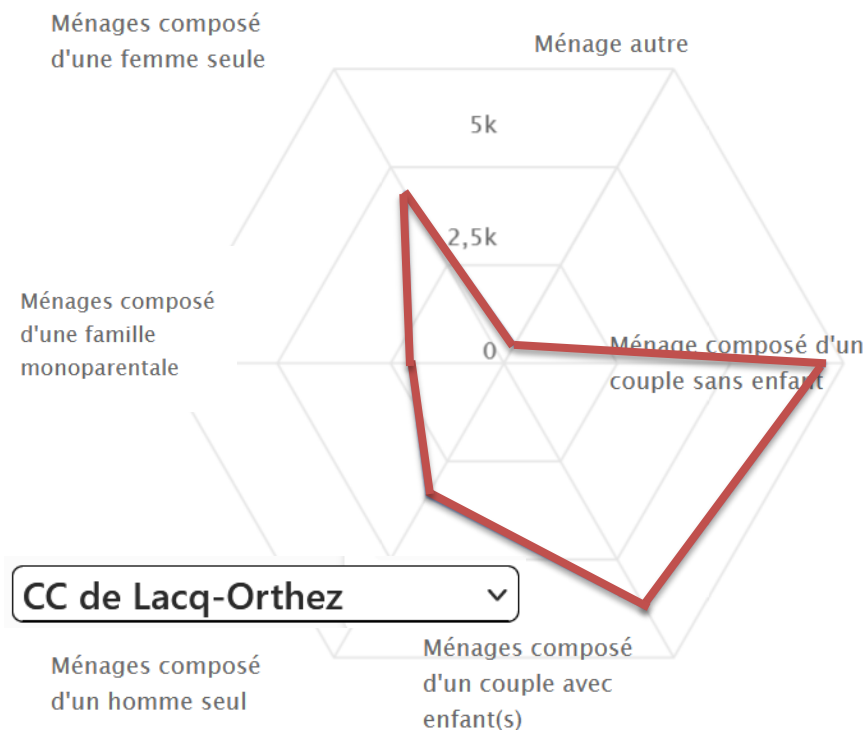 Ménages composé
d'une femme seule
Ménage autre
5k
2,5k
Ménages composé
d'une famille
monoparentale
0
Ménage composé d'un
couple sans enfant
CC de Lacq-Orthez
Ménages composé
d'un homme seul
Ménages composé
d'un couple avec
enfant(s)